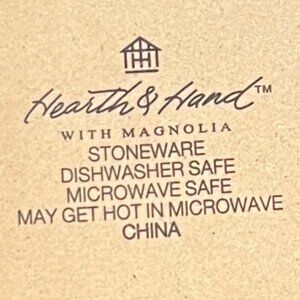 Hearth & Hand™
WITH MAGNOLIA
STONEWARE
DISHWASHER SAFE
MICROWAVE SAFE
MAY GET HOT IN MICROWAVE
CHINA